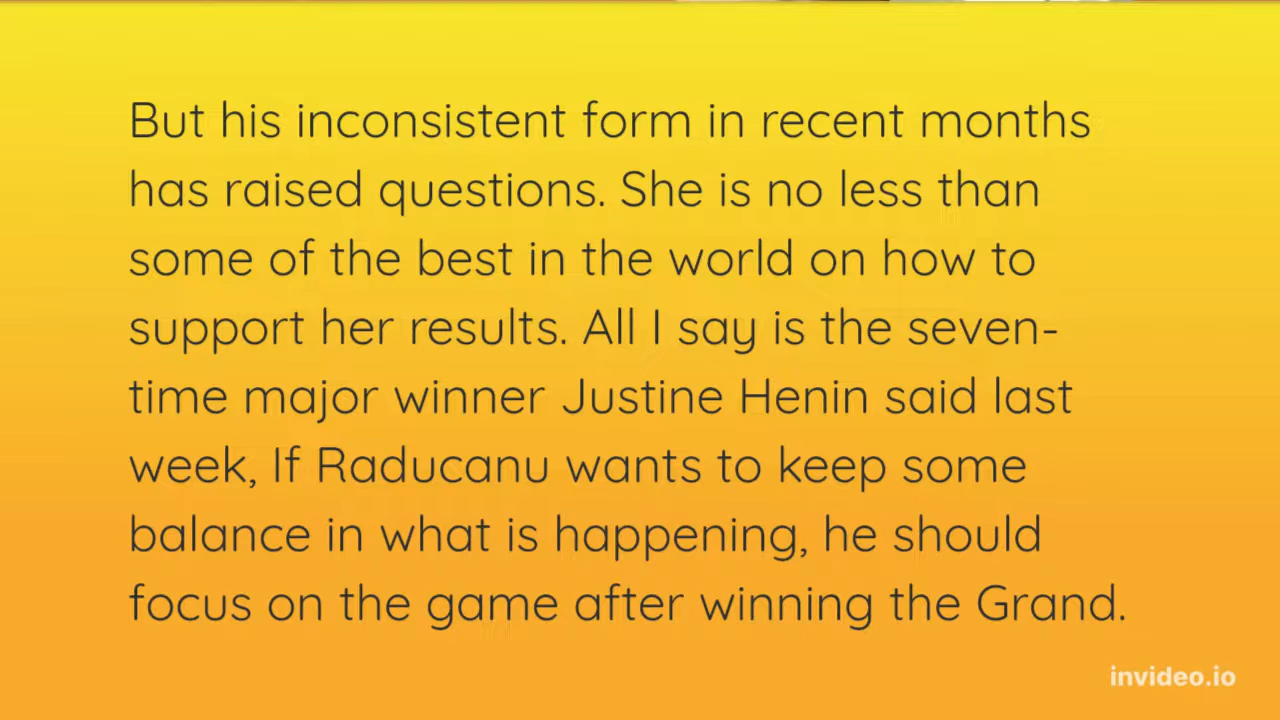 But his inconsistent form in recent months
has raised questions. She is no less than
some of the best in the world on how to
support her results. All I say is the seven-
time major winner Justine Henin said last
week, If Raducanu wants to keep some
balance in what is happening, he should
focus on the game after winning the Grand.
invideo.io